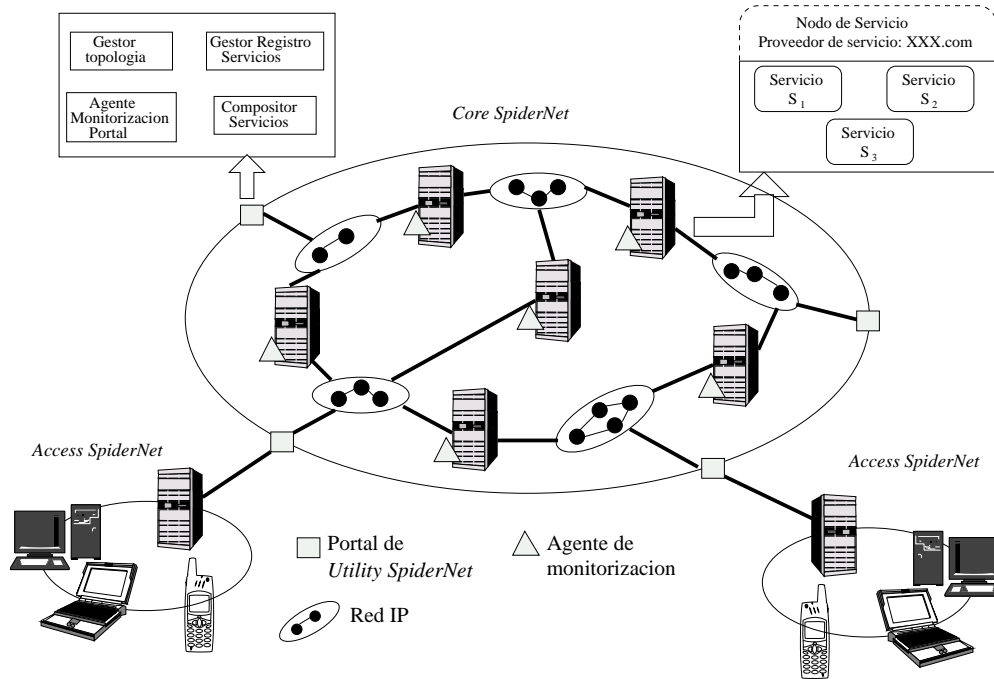 Gestor
topologia
Gestor Registro
Servicios
Agente
Monitorizacion
Portal
Compositor
Servicios
Nodo de Servicio
Proveedor de servicio: XXX.com
Servicio
S 1
Servicio
S 2
Servicio
S 3
Core SpiderNet
Access SpiderNet
Access SpiderNet
Portal de
Utility SpiderNet
Agente de
monitorizacion
Red IP